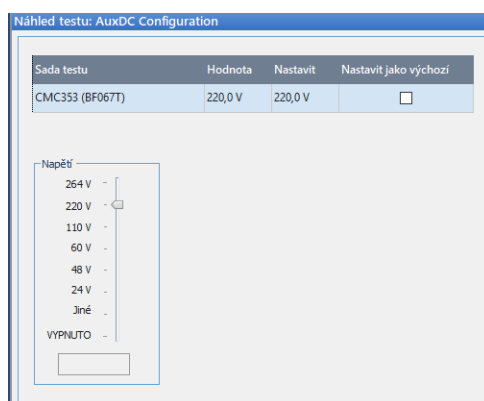 Náhled testu: AuxDC Configuration
Sada testu Hodnota Nastavit Nastavit jako výchozí
CMC353 (BF067T) 220,0 V 220,0 V
Napětí
264 V
220 V
110 V
60 V
48 V
24 V
Jiné
VYPNUTO